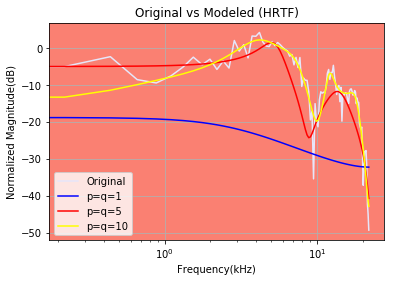 Original vs Modeled (HRTF)
Normalized Magnitude(dB)
0
−10
−20
−30
−40
−50
Original
p=q=1
p=q=5
p=q=10
10⁰
10¹
Frequency(kHz)